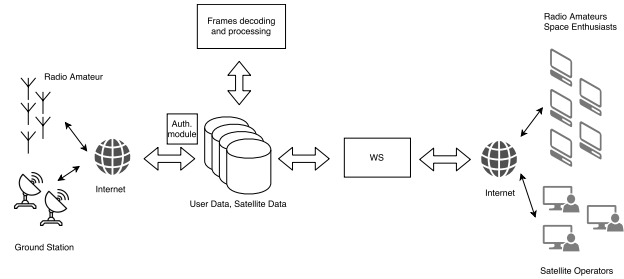 Frames decoding
and processing
Radio Amateurs
Space Enthusiasts
Radio Amateur
Auth.
module
WS
Internet
Internet
User Data, Satellite Data
Ground Station
Satellite Operators